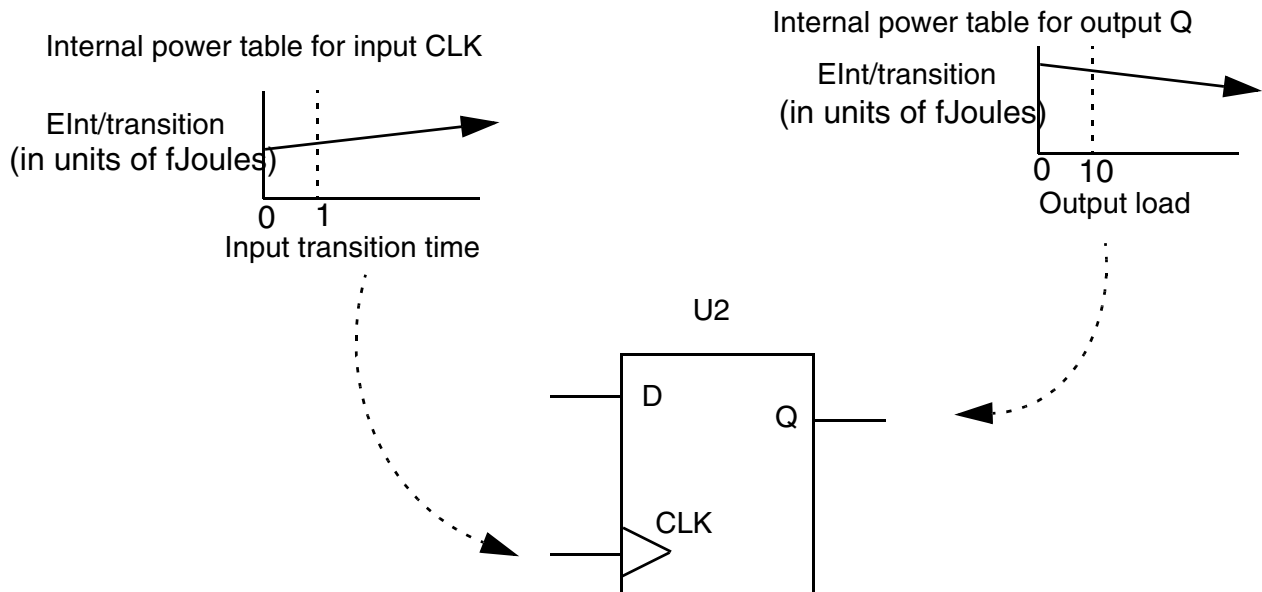 Internal power table for input CLK
EInt/transition
(in units of fJoules)
0
1
Input transition time
Internal power table for output Q
EInt/transition
(in units of fJoules)
0
10
Output load
U2
D
Q
CLK